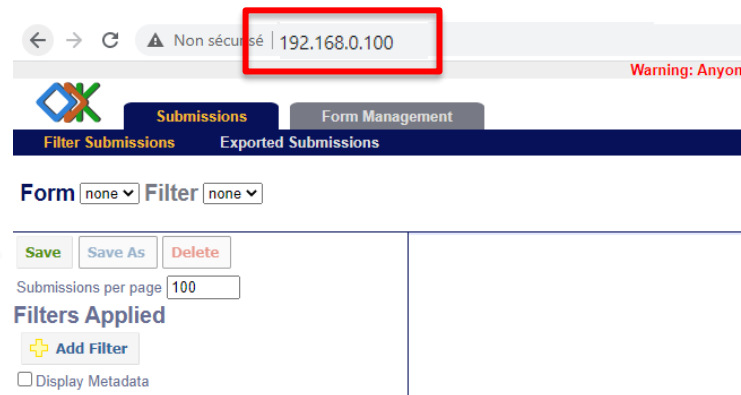 Non sécurisé 192.168.0.100
Warning: Anyon
Submissions Form Management
Filter Submissions Exported Submissions
Form none Filter none
Save Save As Delete
Submissions per page 100
Filters Applied
Add Filter
Display Metadata